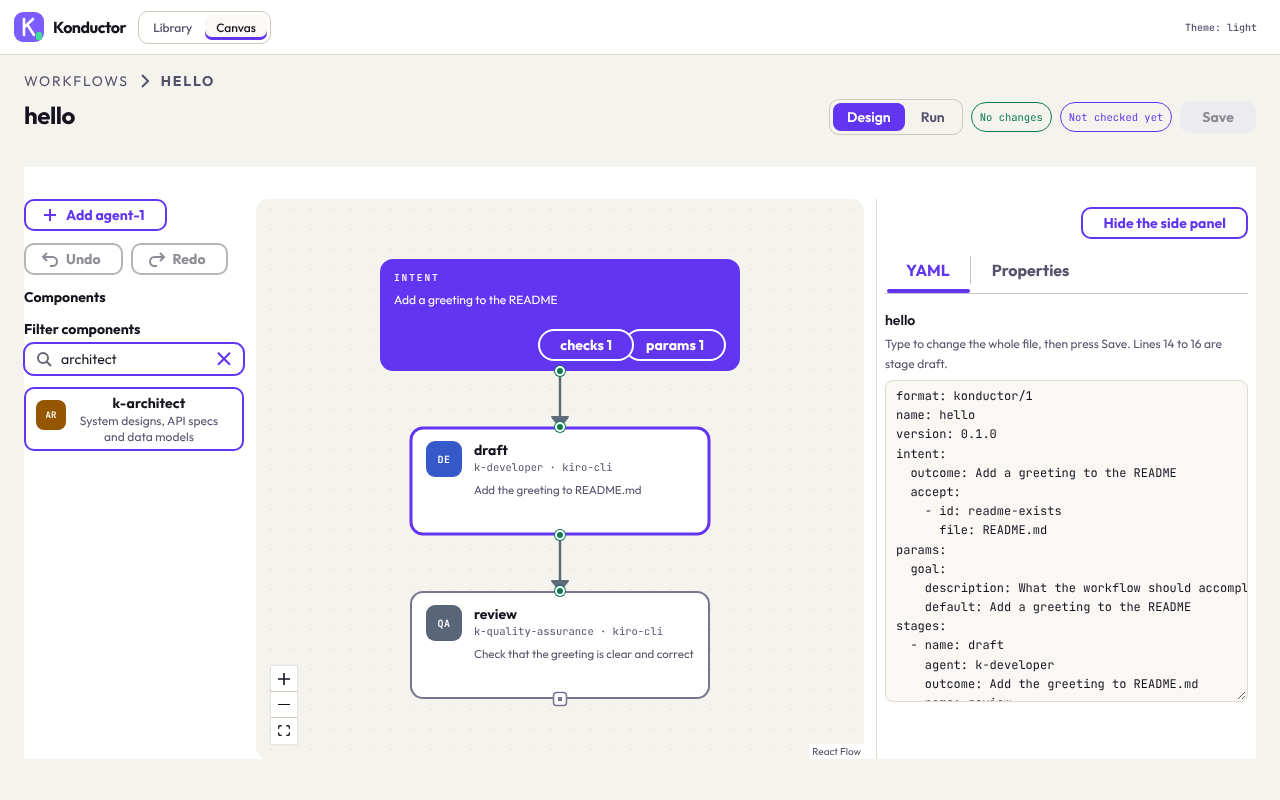 Konductor
Library
Canvas
Theme: light
WORKFLOWS > HELLO
hello
Design
Run
No changes
Not checked yet
Save
Add agent-1
Undo
Redo
Components
Filter components
architect
AR
k-architect
System designs, API specs
and data models
INTENT
Add a greeting to the README
checks 1
params 1
DE
draft
k-developer · kiro-cli
Add the greeting to README.md
QA
review
k-quality-assurance · kiro-cli
Check that the greeting is clear and correct
React Flow
Hide the side panel
YAML
Properties
hello
Type to change the whole file, then press Save. Lines 14 to 16 are
stage draft.
format: konductor/1
name: hello
version: 0.1.0
intent:
  outcome: Add a greeting to the README
  accept:
    - id: readme-exists
      file: README.md
params:
  goal:
    description: What the workflow should accompl
    default: Add a greeting to the README
stages:
  - name: draft
    agent: k-developer
    outcome: Add the greeting to README.md